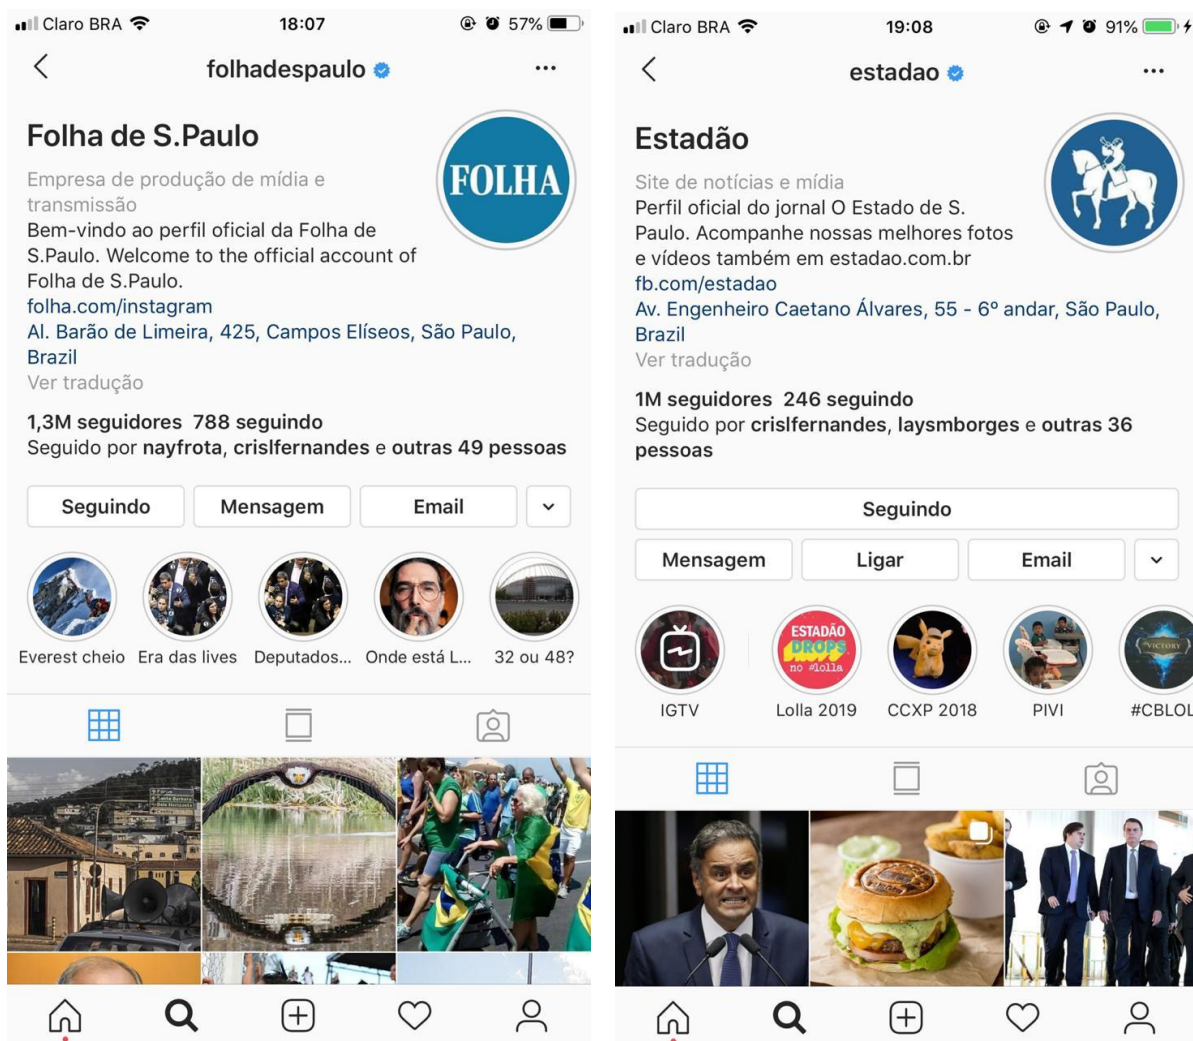 Claro BRA 18:07 57%
folhadespaulo
Folha de S.Paulo
FOLHA
Empresa de produção de mídia e
transmissão
Bem-vindo ao perfil oficial da Folha de
S.Paulo. Welcome to the official account of
Folha de S.Paulo.
folha.com/instagram
Al. Barão de Limeira, 425, Campos Elíseos, São Paulo,
Brazil
Ver tradução
1,3M seguidores 788 seguindo
Seguido por nayfrota, crislfernandes e outras 49 pessoas
Seguindo Mensagem Email
Everest cheio Era das lives Deputados... Onde está L... 32 ou 48?
Claro BRA 19:08 91%
estadao
Estadão
Site de notícias e mídia
Perfil oficial do jornal O Estado de S.
Paulo. Acompanhe nossas melhores fotos
e vídeos também em estadao.com.br
fb.com/estadao
Av. Engenheiro Caetano Álvares, 55 - 6º andar, São Paulo,
Brazil
Ver tradução
1M seguidores 246 seguindo
Seguido por crislfernandes, laysmborges e outras 36
pessoas
Seguindo
Mensagem Ligar Email
ESTADÃO
DROPS
no #lolla
VICTORY
IGTV Lolla 2019 CCXP 2018 PIVI #CBLOL